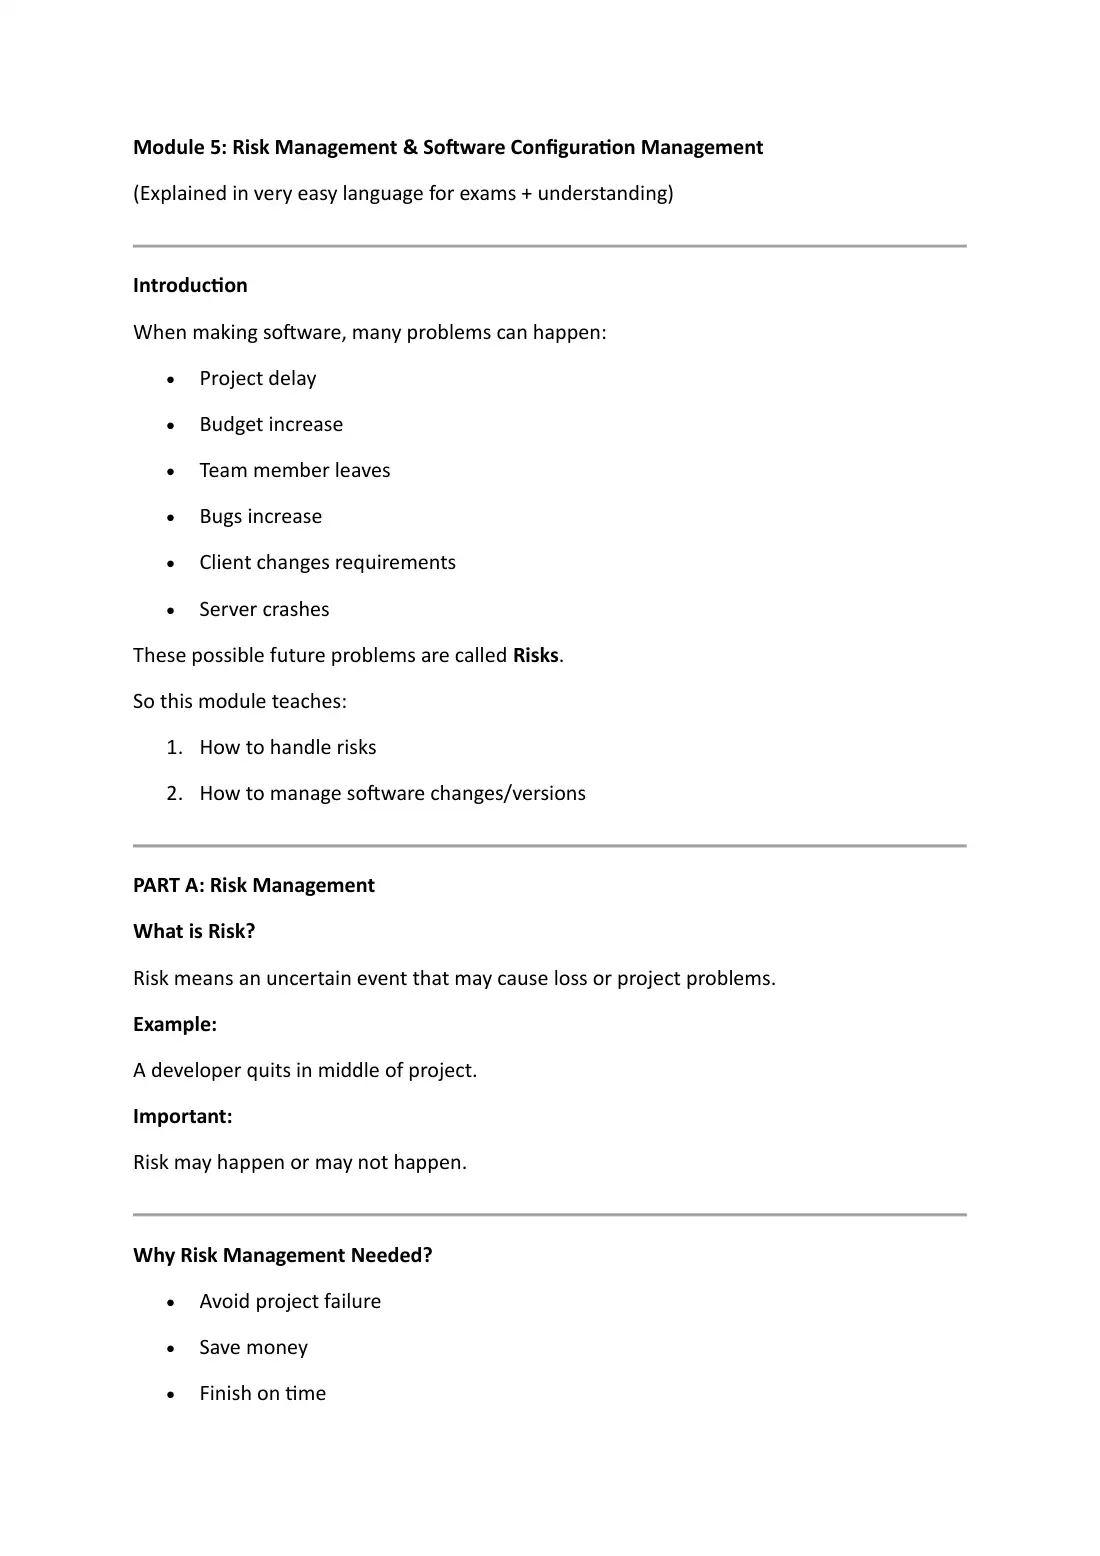 Module 5: Risk Management & Software Configuration Management
(Explained in very easy language for exams + understanding)
Introduction
When making software, many problems can happen:
• Project delay
• Budget increase
• Team member leaves
• Bugs increase
• Client changes requirements
• Server crashes
These possible future problems are called Risks.
So this module teaches:
1. How to handle risks
2. How to manage software changes/versions
PART A: Risk Management
What is Risk?
Risk means an uncertain event that may cause loss or project problems.
Example:
A developer quits in middle of project.
Important:
Risk may happen or may not happen.
Why Risk Management Needed?
• Avoid project failure
• Save money
• Finish on time